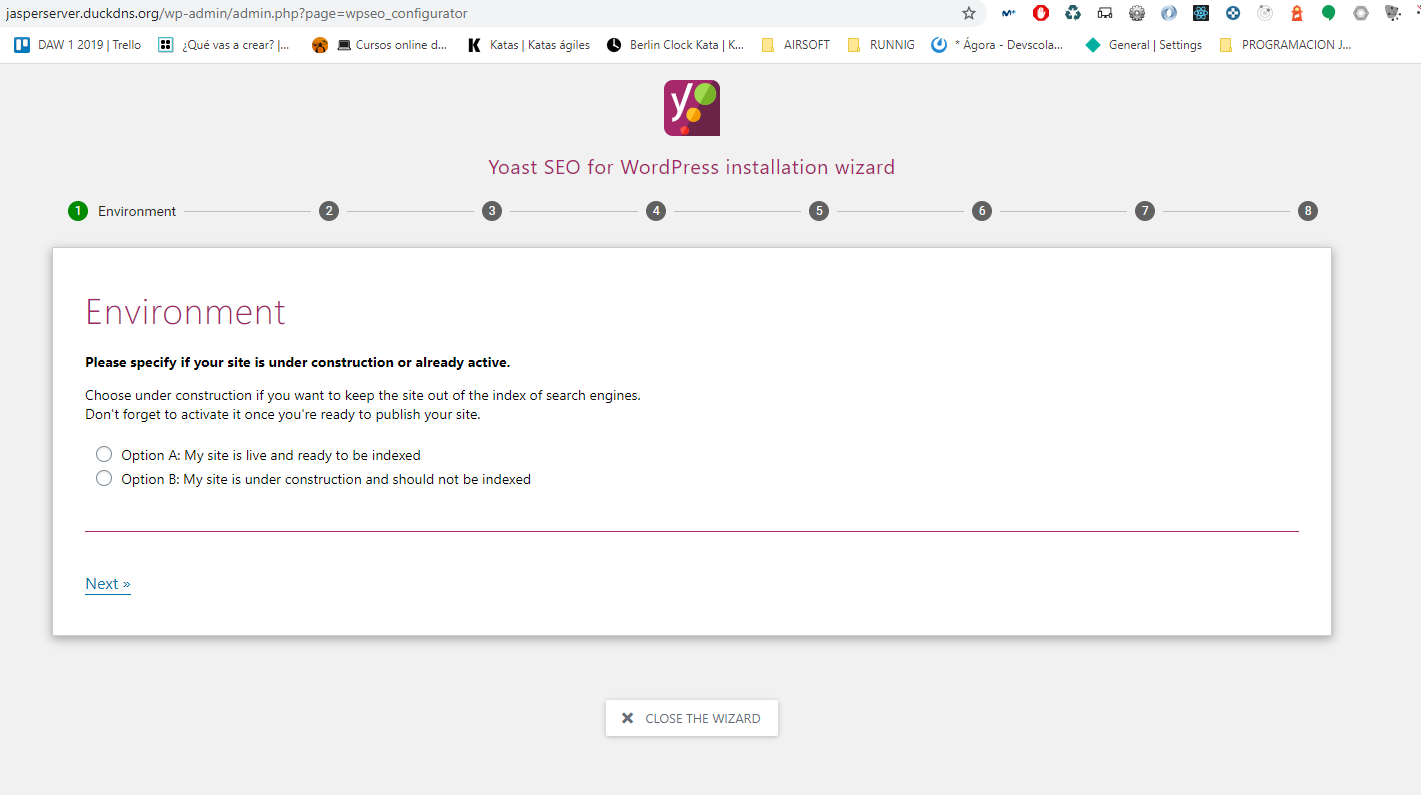 jasperserver.duckdns.org/wp-admin/admin.php?page=wpseo_configurator
DAW 1 2019 | Trello ¿Qué vas a crear? |... Cursos online d... Katas | Katas ágiles Berlin Clock Kata | K... AIRSOFT RUNNIG * Ágora - Devscola... General | Settings PROGRAMACION J...
y
Yoast SEO for WordPress installation wizard
1 Environment 2 3 4 5 6 7 8
Environment
Please specify if your site is under construction or already active.
Choose under construction if you want to keep the site out of the index of search engines.
Don't forget to activate it once you're ready to publish your site.
Option A: My site is live and ready to be indexed
Option B: My site is under construction and should not be indexed
Next »
CLOSE THE WIZARD